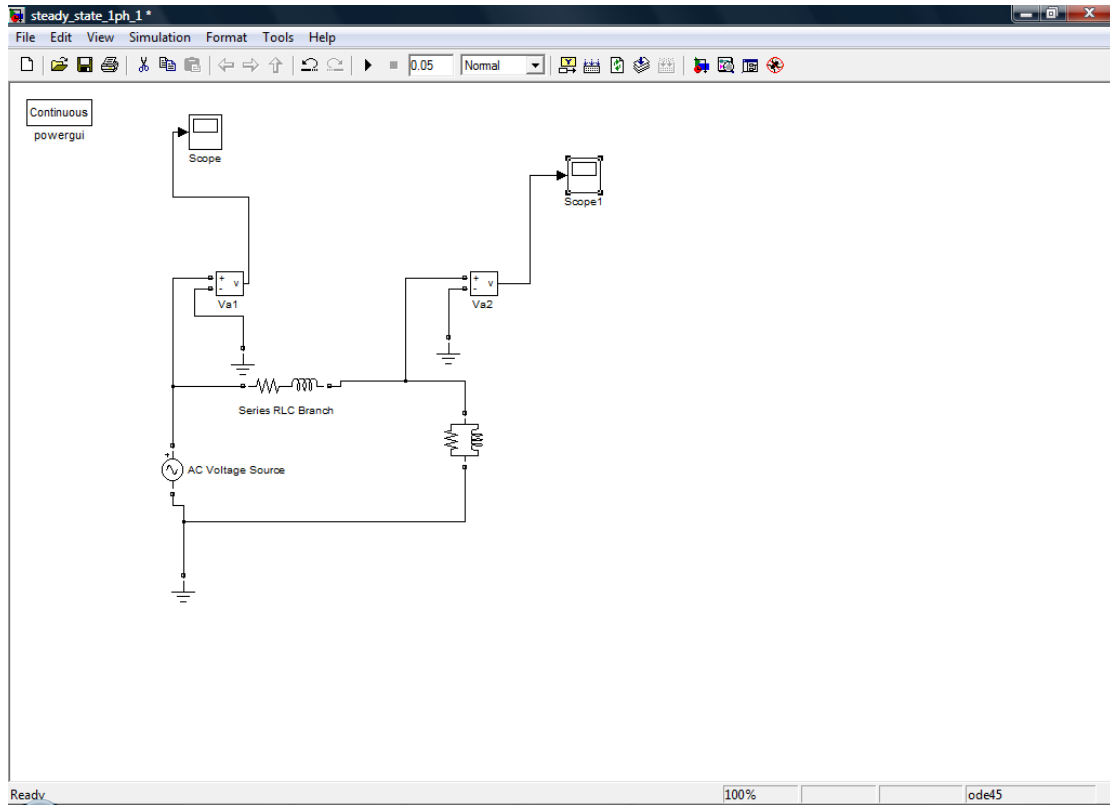 steady_state_1ph_1 *
File Edit View Simulation Format Tools Help
0.05 Normal
Continuous
powergui
Scope
Scope1
+
- v
Va1
+
- v
Va2
Series RLC Branch
+
AC Voltage Source
Ready 100% ode45